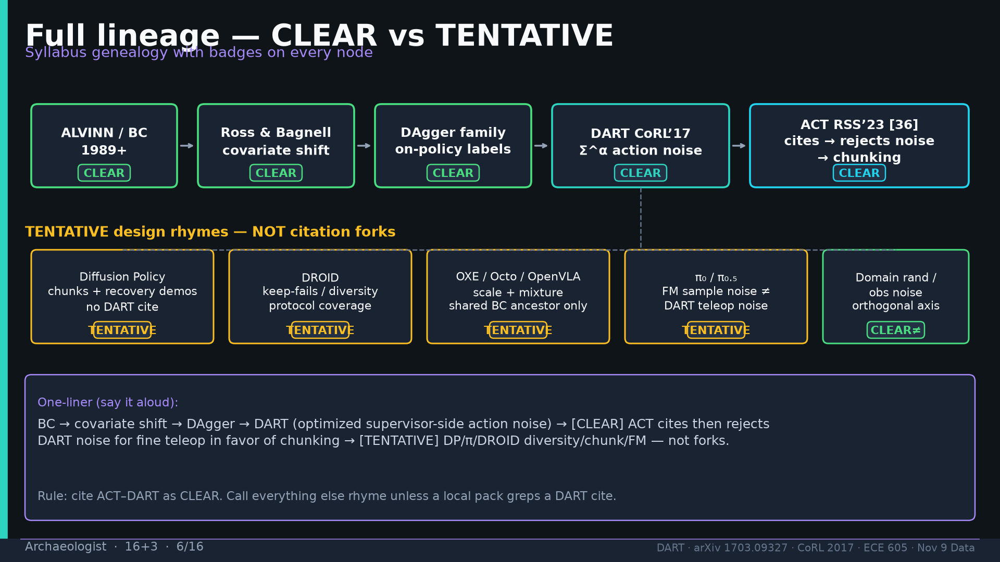 Full lineage — CLEAR vs TENTATIVE
Syllabus genealogy with badges on every node
ALVINN / BC
1989+
CLEAR
Ross & Bagnell
covariate shift
CLEAR
DAgger family
on-policy labels
CLEAR
DART CoRL’17
Σ^α action noise
CLEAR
ACT RSS’23 [36]
cites → rejects noise
→ chunking
CLEAR
TENTATIVE design rhymes — NOT citation forks
Diffusion Policy
chunks + recovery demos
no DART cite
TENTATIVE
DROID
keep-fails / diversity
protocol coverage
TENTATIVE
OXE / Octo / OpenVLA
scale + mixture
shared BC ancestor only
TENTATIVE
π₀ / π₀.₅
FM sample noise ≠
DART teleop noise
TENTATIVE
Domain rand /
obs noise
orthogonal axis
CLEAR≠
One-liner (say it aloud):
BC → covariate shift → DAgger → DART (optimized supervisor-side action noise) → [CLEAR] ACT cites then rejects
DART noise for fine teleop in favor of chunking → [TENTATIVE] DP/π/DROID diversity/chunk/FM — not forks.
Rule: cite ACT–DART as CLEAR. Call everything else rhyme unless a local pack greps a DART cite.
Archaeologist · 16+3 · 6/16
DART · arXiv 1703.09327 · CoRL 2017 · ECE 605 · Nov 9 Data